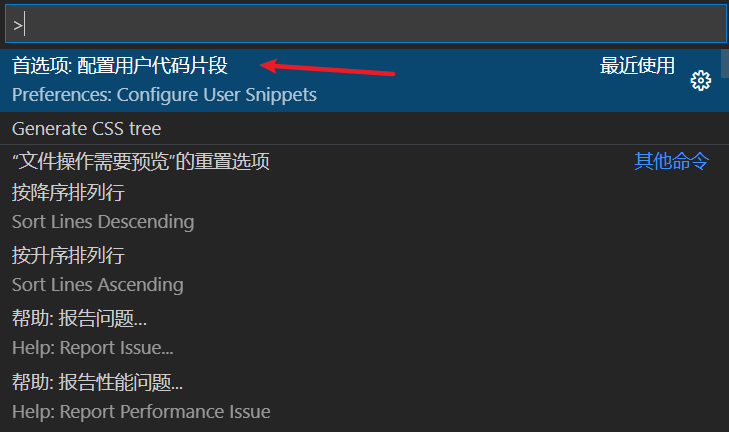 >
首选项: 配置用户代码片段 最近使用
Preferences: Configure User Snippets
Generate CSS tree
“文件操作需要预览”的重置选项 其他命令
按降序排列行
Sort Lines Descending
按升序排列行
Sort Lines Ascending
帮助: 报告问题...
Help: Report Issue...
帮助: 报告性能问题...
Help: Report Performance Issue